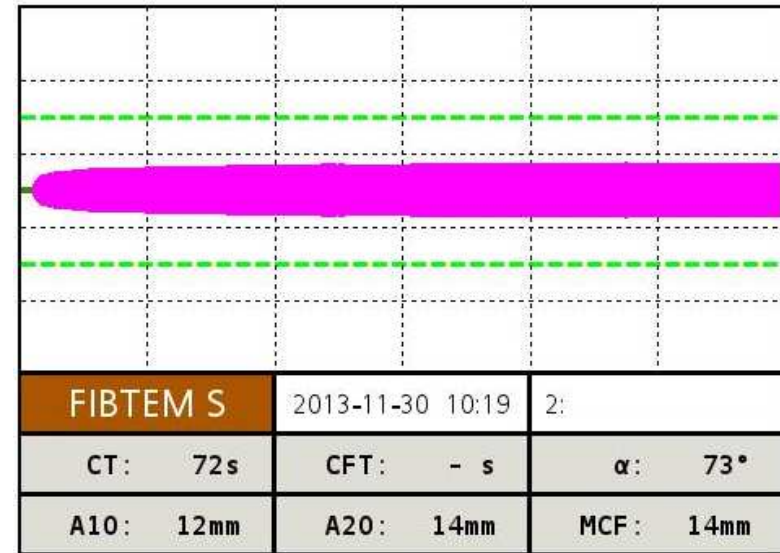 FIBTEM S 2013-11-30 10:19 2:
CT: 72s CFT: - s α: 73°
A10: 12mm A20: 14mm MCF: 14mm